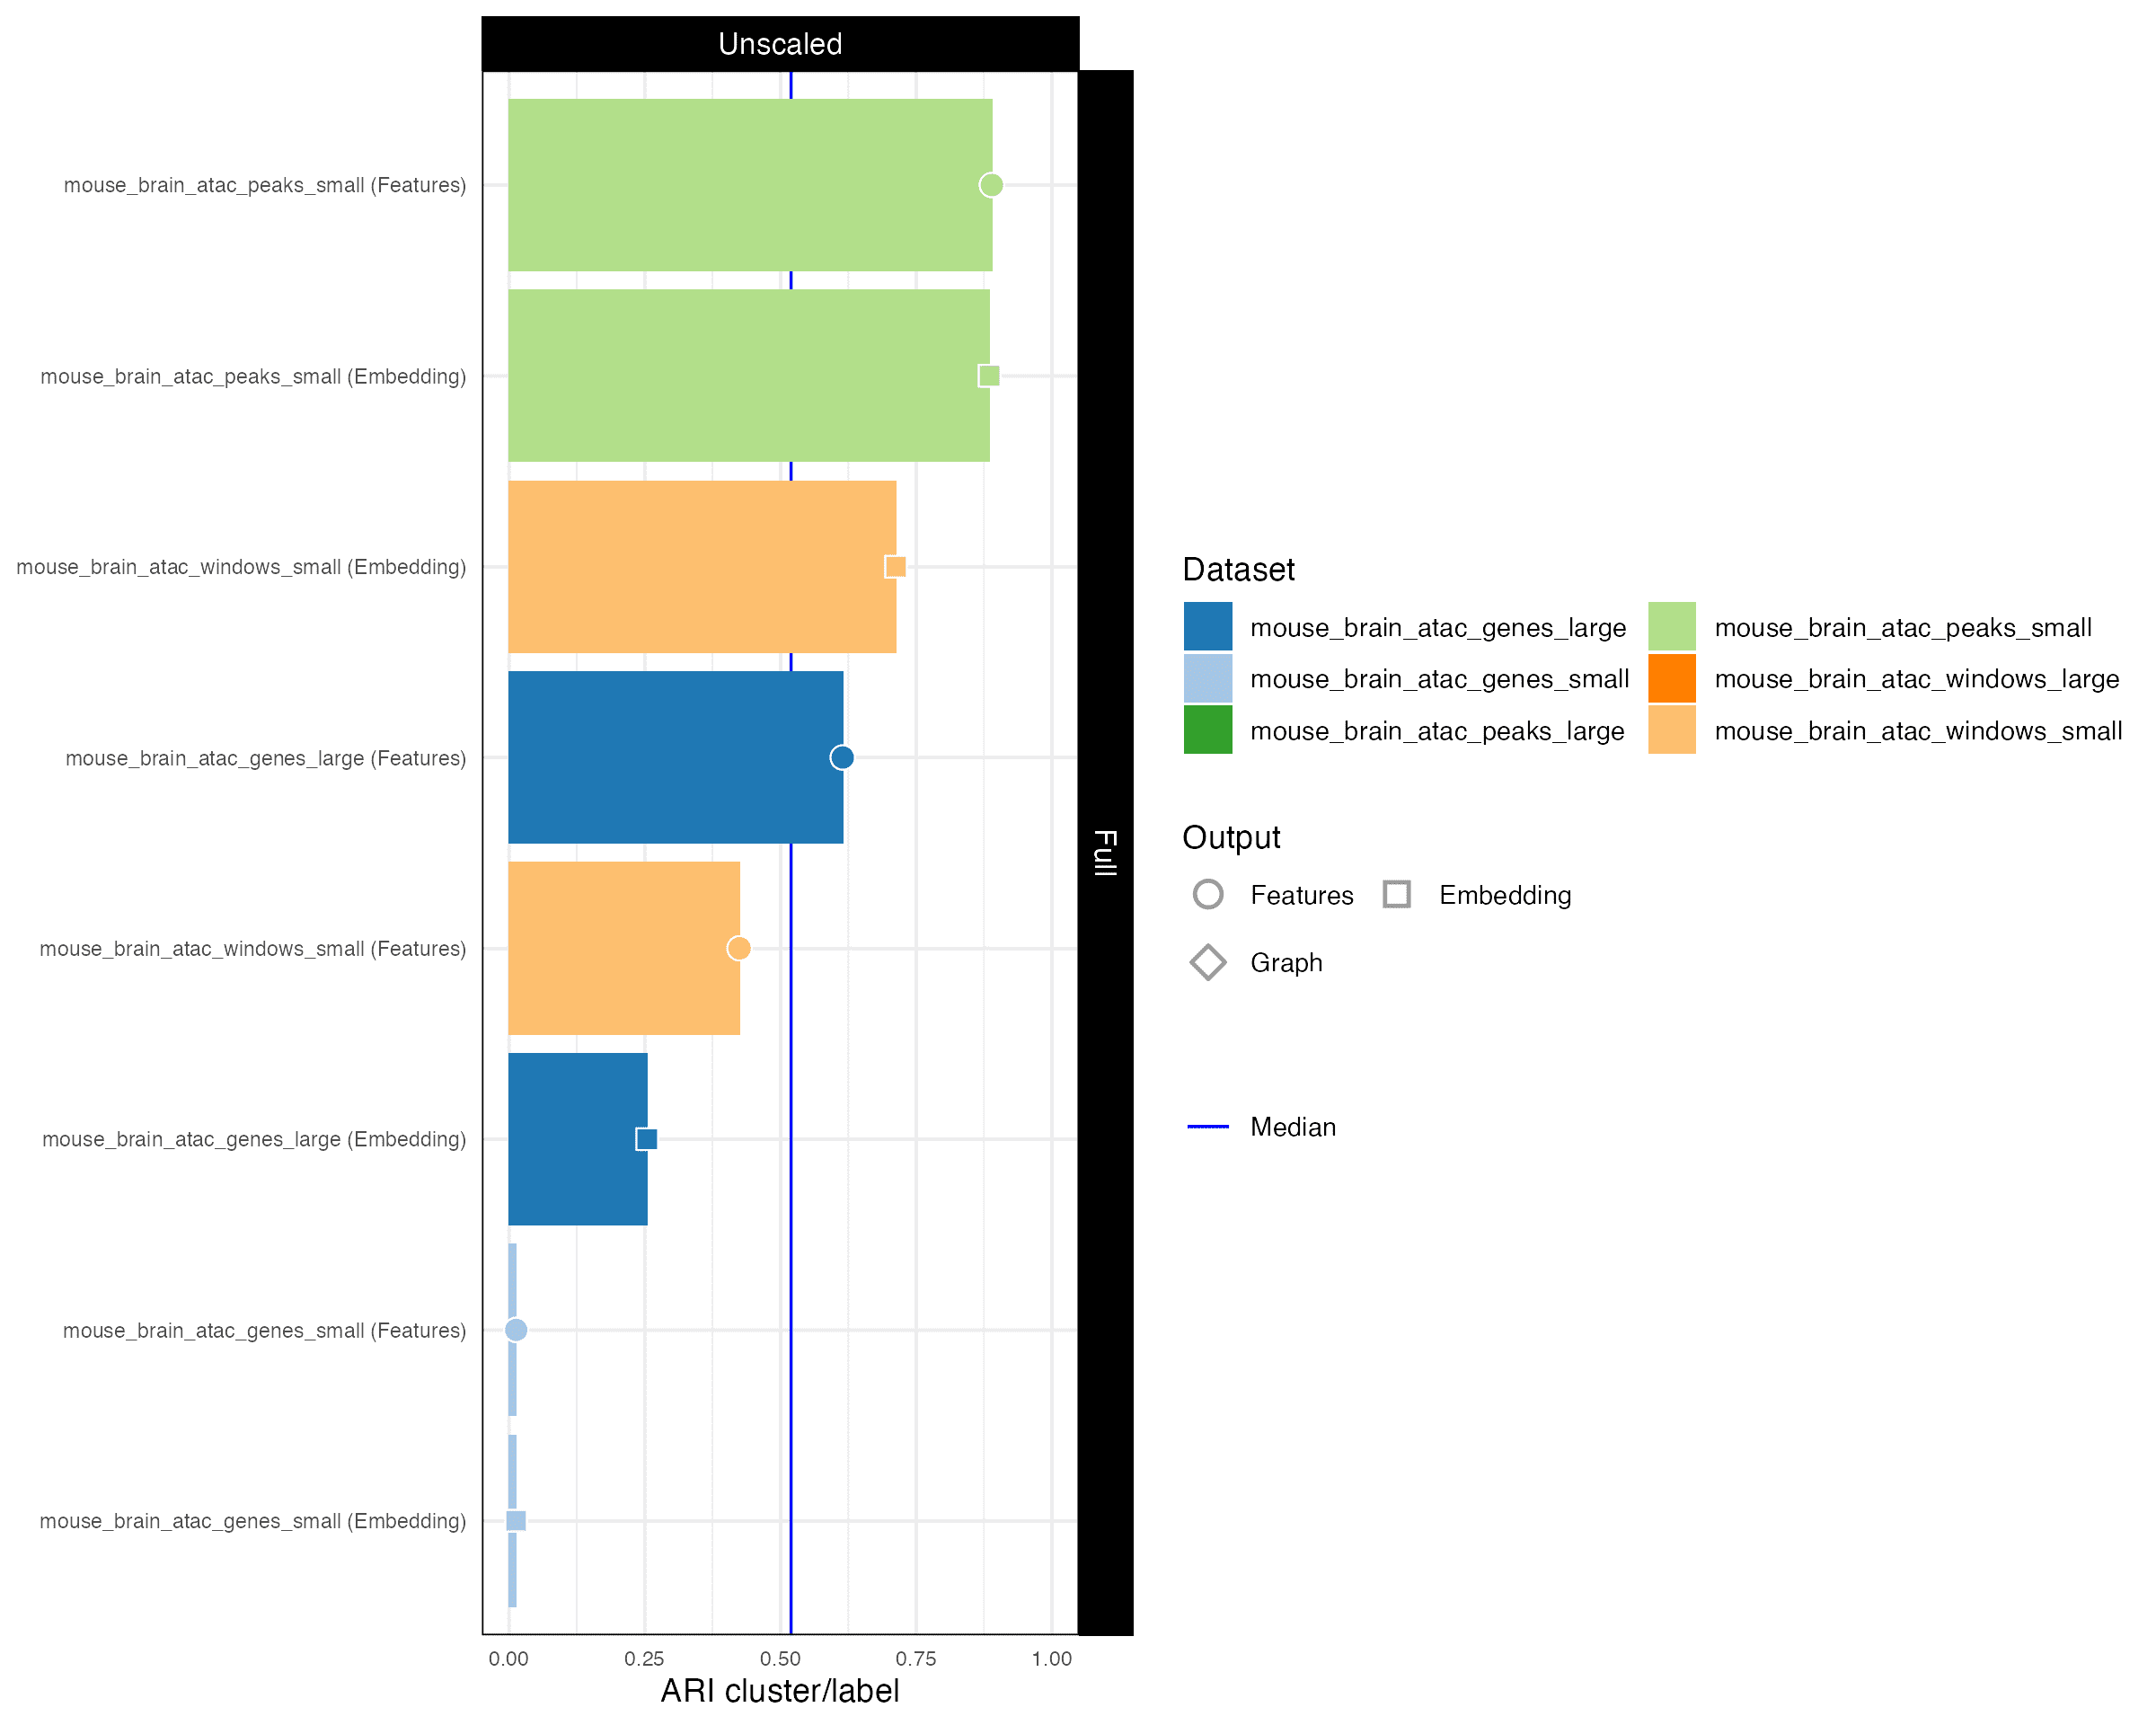 Unscaled
mouse_brain_atac_peaks_small (Features)
mouse_brain_atac_peaks_small (Embedding)
mouse_brain_atac_windows_small (Embedding)
mouse_brain_atac_genes_large (Features)
mouse_brain_atac_windows_small (Features)
mouse_brain_atac_genes_large (Embedding)
mouse_brain_atac_genes_small (Features)
mouse_brain_atac_genes_small (Embedding)
0.00 0.25 0.50 0.75 1.00
ARI cluster/label
Full
Dataset
mouse_brain_atac_genes_large mouse_brain_atac_peaks_small
mouse_brain_atac_genes_small mouse_brain_atac_windows_large
mouse_brain_atac_peaks_large mouse_brain_atac_windows_small
Output
Features Embedding
Graph
Median